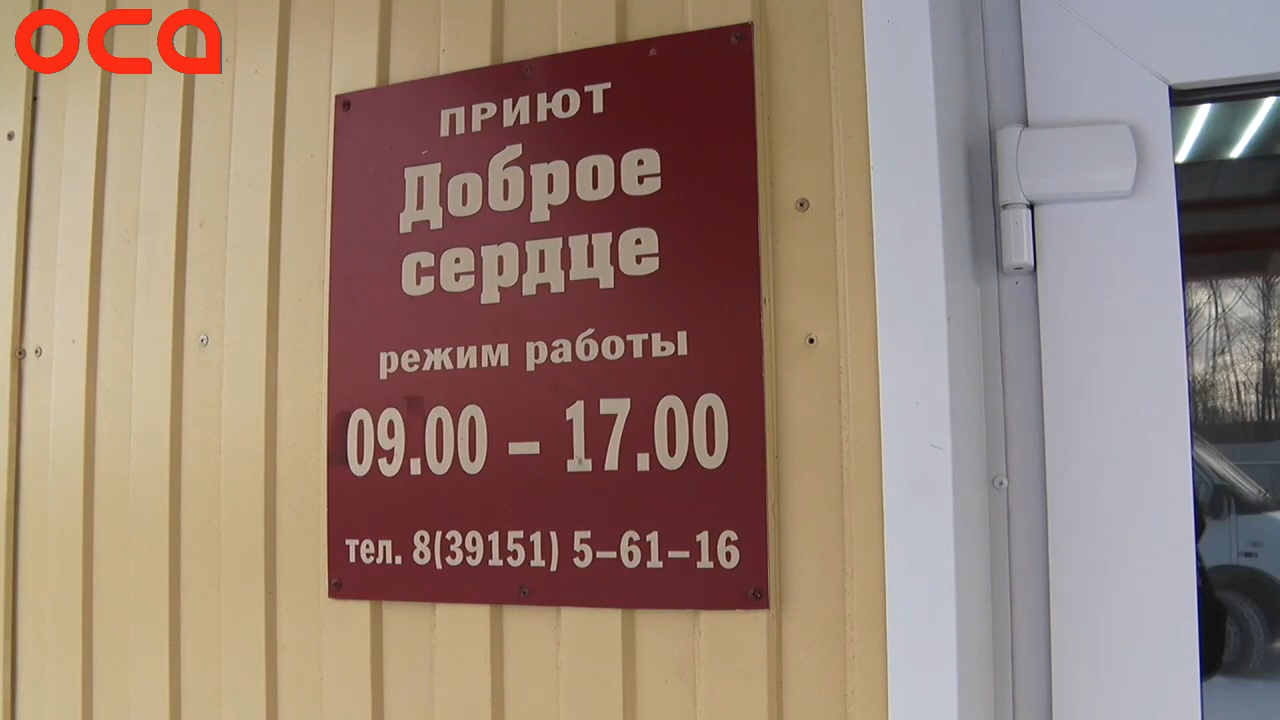 оса
ПРИЮТ
Доброе
сердце
режим работы
09.00 – 17.00
тел. 8(39151) 5–61–16